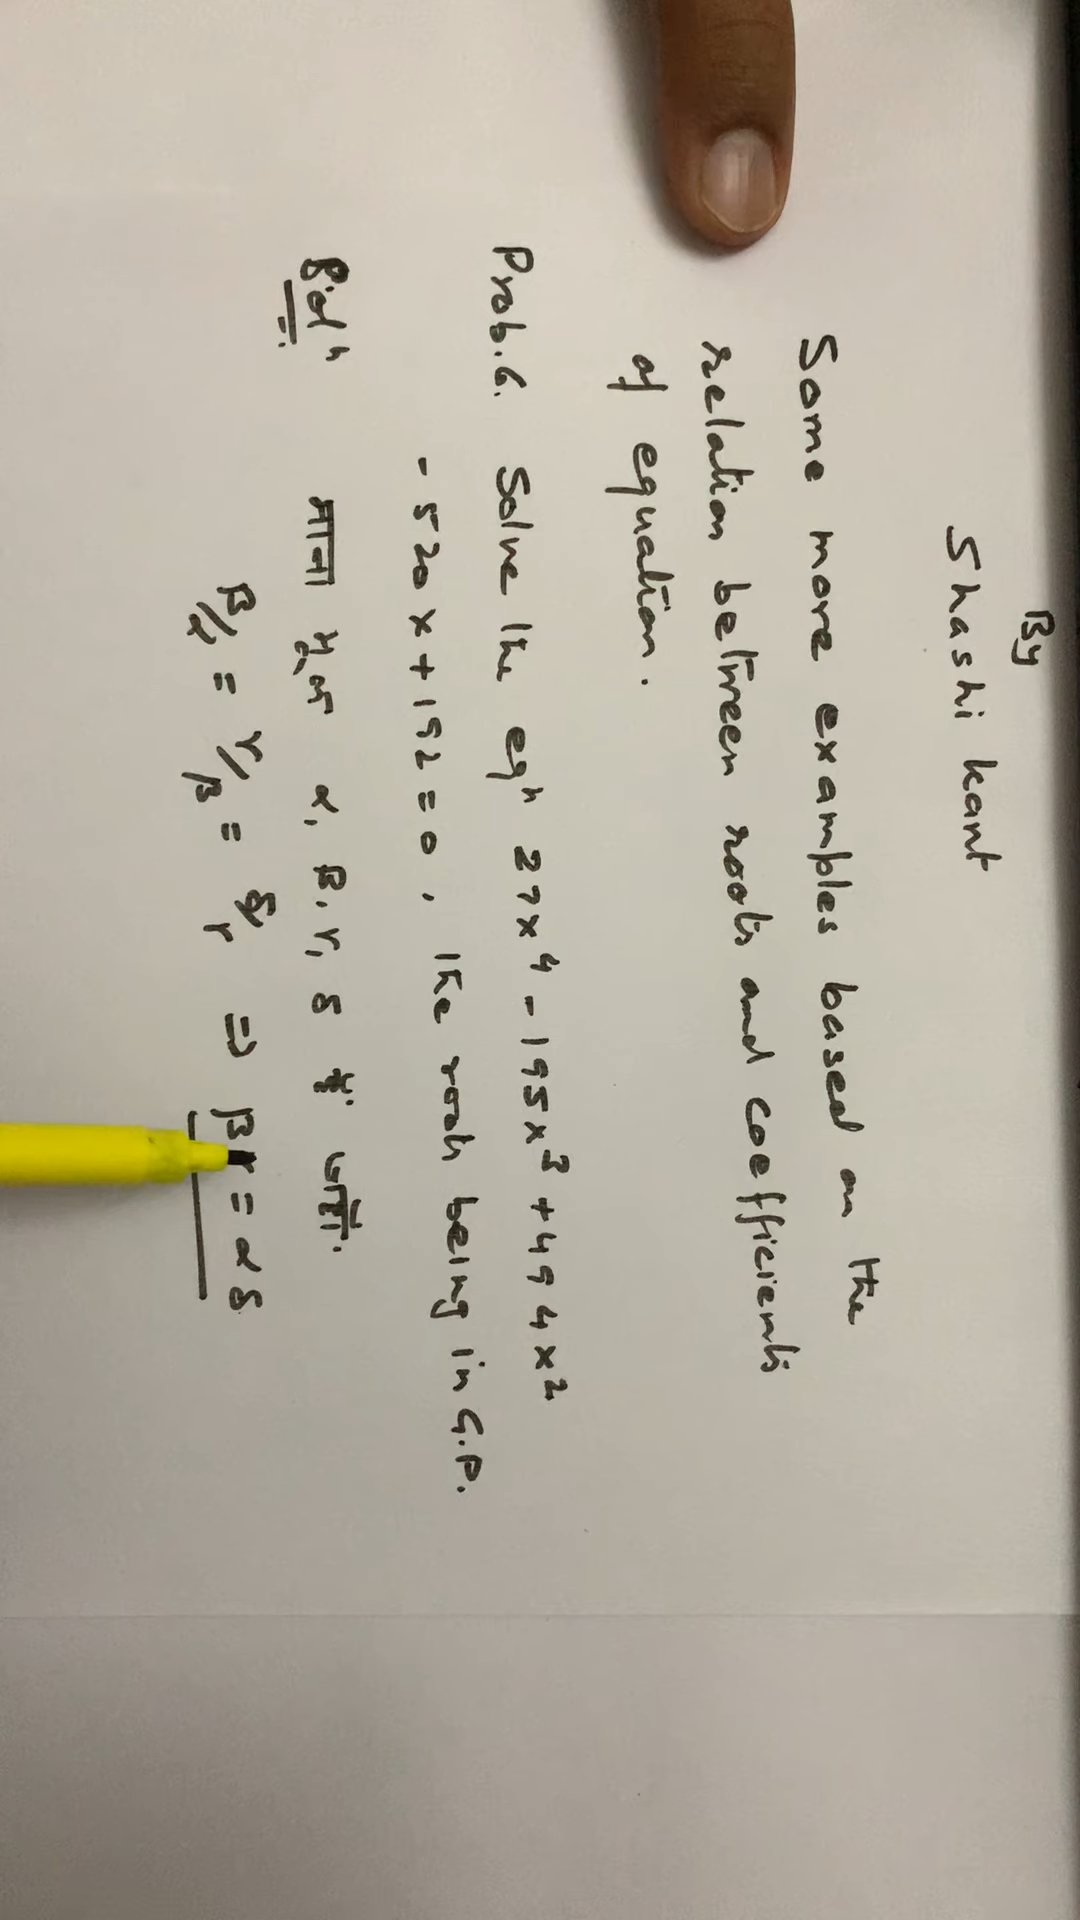 By
Shashi kant
Some more examples based on the
relation between roots and coefficients
of equation.
Prob.6. Solve the eqn 27x⁴ - 195x³ + 494x²
- 520x + 192 = 0, the roots being in G.P.
Soln माना मूल α, β, γ, δ हैं जहाँ
β/α = γ/β = δ/γ ⇒ βγ = αδ